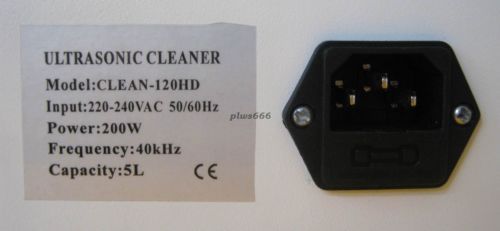 ULTRASONIC CLEANER
Model:CLEAN-120HD
Input:220-240VAC 50/60Hz
plws666
Power:200W
Frequency:40kHz
Capacity:5L CE